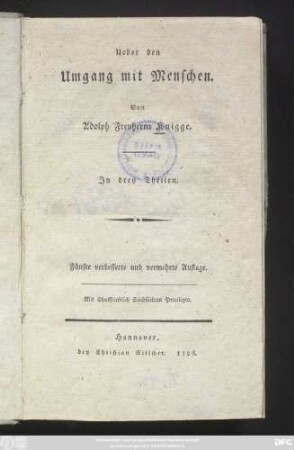 Ueber den
Umgang mit Menschen.
Von
Adolph Freyherrn Knigge.
In drey Theilen.
Fünfte verbesserte und vermehrte Auflage.
Mit Churfürstlich Sächsischem Privilegio.
Hannover,
bey Christian Ritscher. 1796.